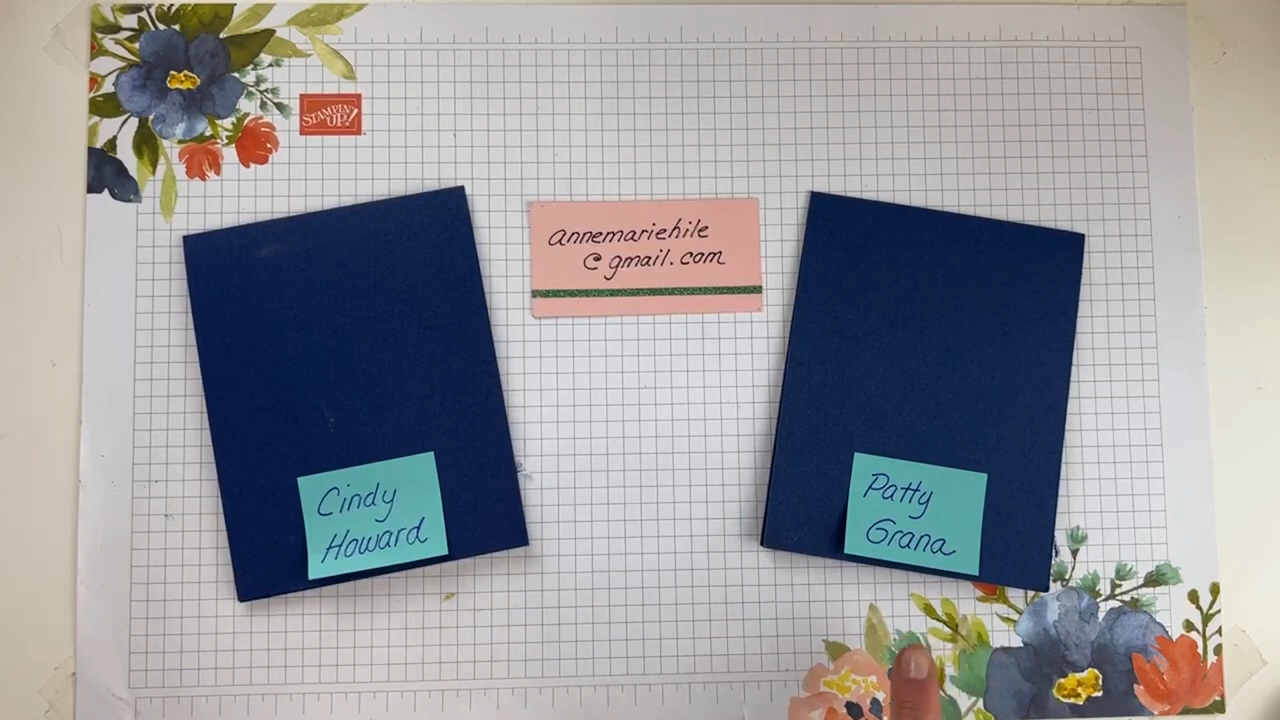 STAMPIN' UP!
annemariehile
@gmail.com
Cindy
Howard
Patty
Grana